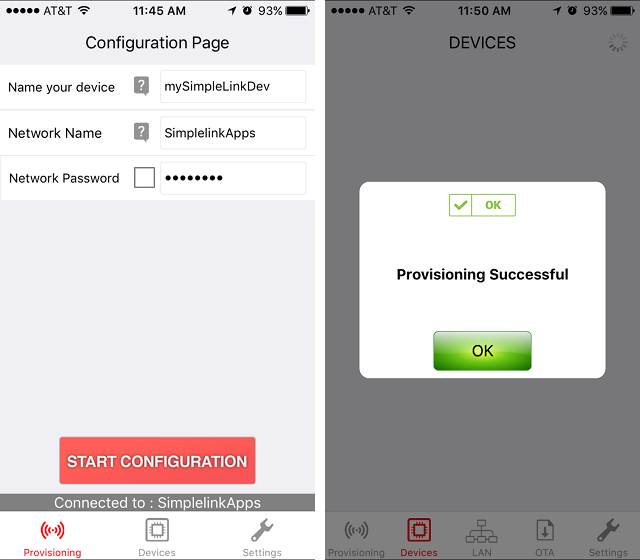 AT&T 11:45 AM 93%
Configuration Page
Name your device ? mySimpleLinkDev
Network Name ? SimplelinkApps
Network Password ••••••••
START CONFIGURATION
Connected to : SimplelinkApps
Provisioning Devices Settings
AT&T 11:50 AM 93%
DEVICES
OK
Provisioning Successful
OK
Provisioning Devices LAN OTA Settings